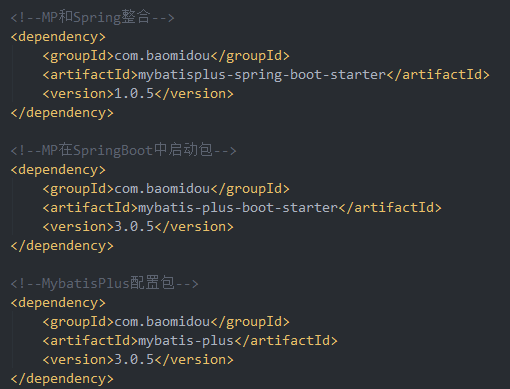 <!--MP和Spring整合-->
<dependency>
<groupId>com.baomidou</groupId>
<artifactId>mybatisplus-spring-boot-starter</artifactId>
<version>1.0.5</version>
</dependency>
<!--MP在SpringBoot中启动包-->
<dependency>
<groupId>com.baomidou</groupId>
<artifactId>mybatis-plus-boot-starter</artifactId>
<version>3.0.5</version>
</dependency>
<!--MybatisPlus配置包-->
<dependency>
<groupId>com.baomidou</groupId>
<artifactId>mybatis-plus</artifactId>
<version>3.0.5</version>
</dependency>